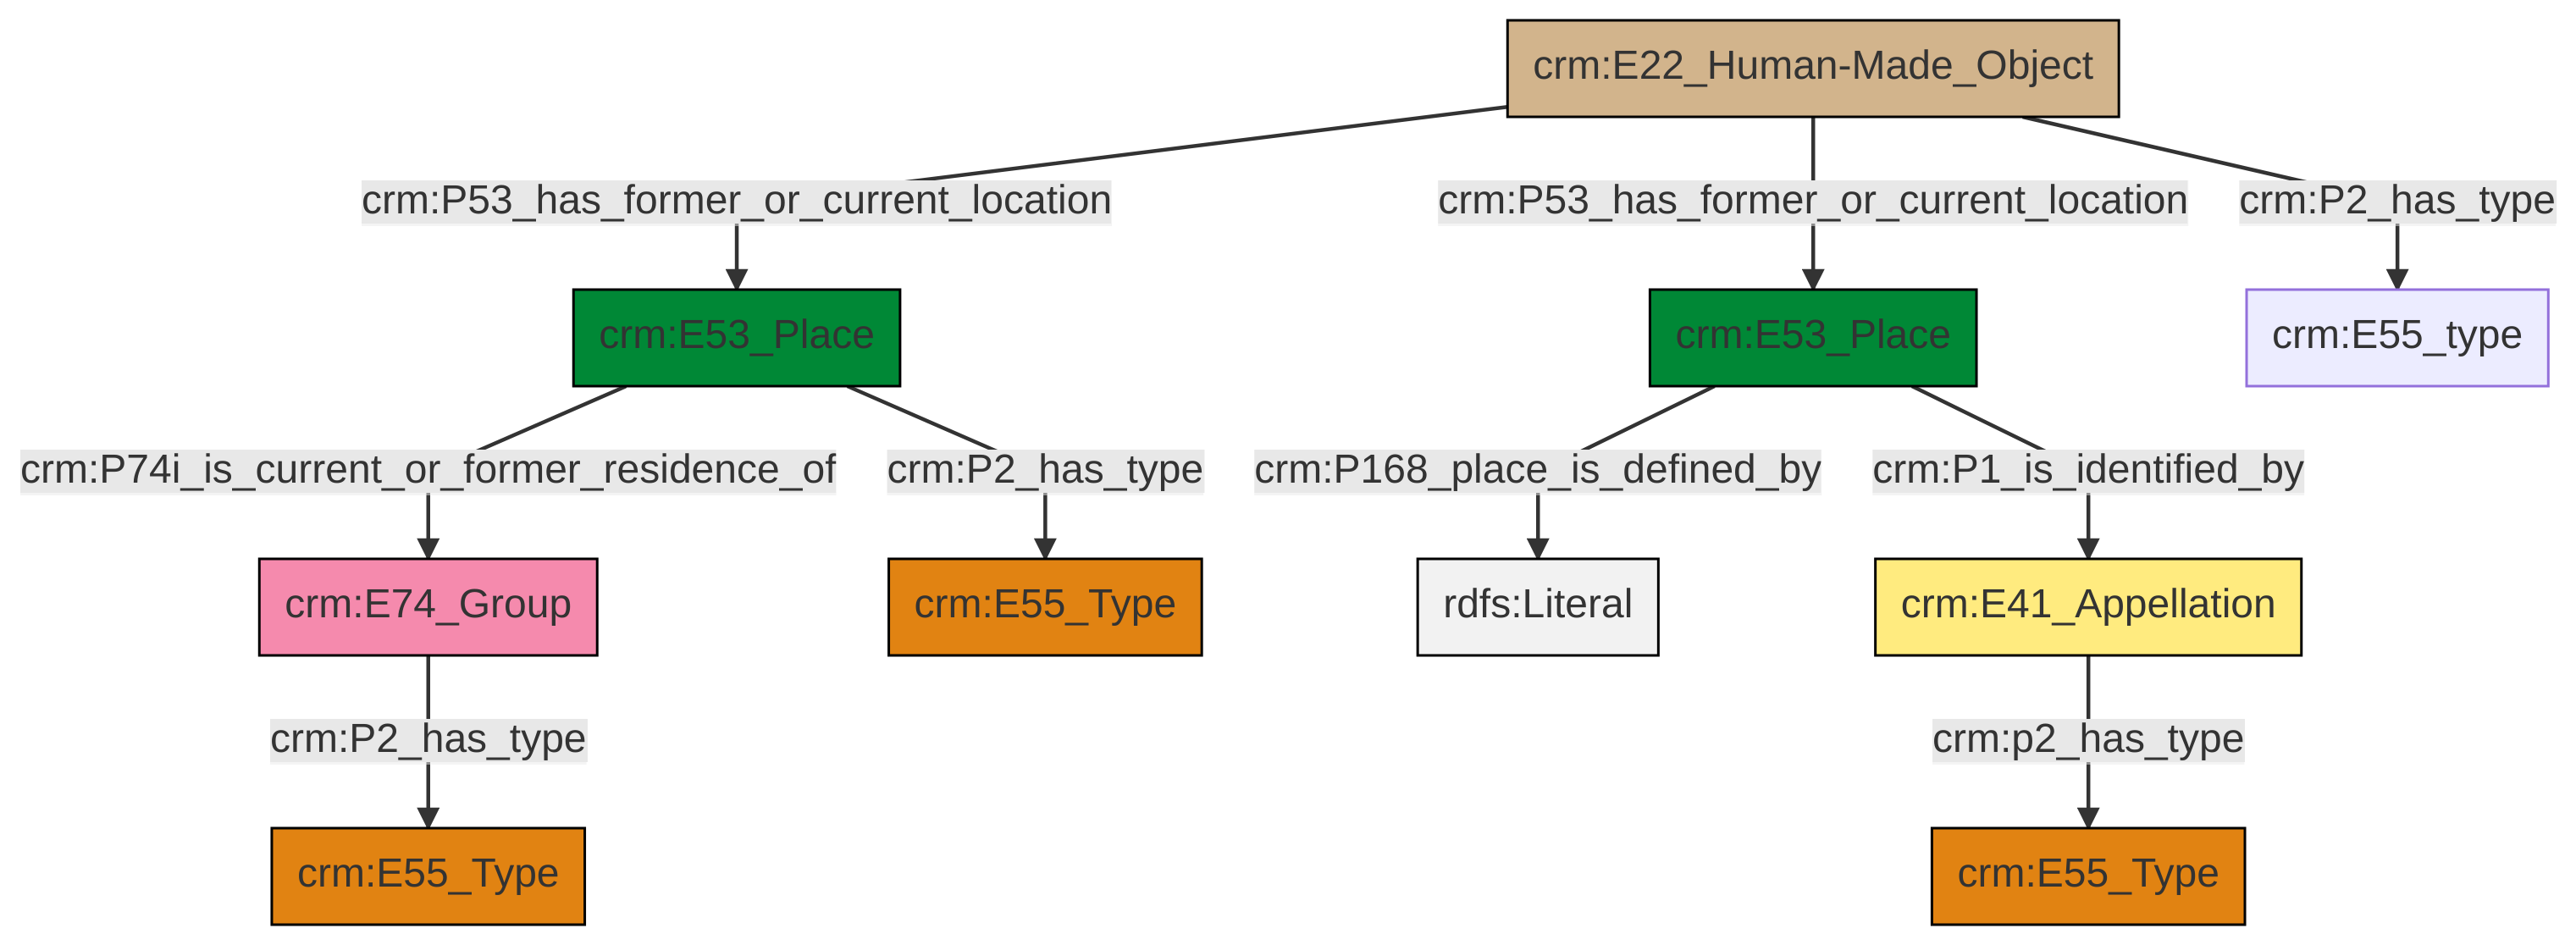 crm:E22_Human-Made_Object
crm:P53_has_former_or_current_location
crm:P53_has_former_or_current_location
crm:P2_has_type
crm:E53_Place
crm:E53_Place
crm:E55_type
crm:P74i_is_current_or_former_residence_of
crm:P2_has_type
crm:P168_place_is_defined_by
crm:P1_is_identified_by
crm:E74_Group
crm:E55_Type
rdfs:Literal
crm:E41_Appellation
crm:P2_has_type
crm:p2_has_type
crm:E55_Type
crm:E55_Type